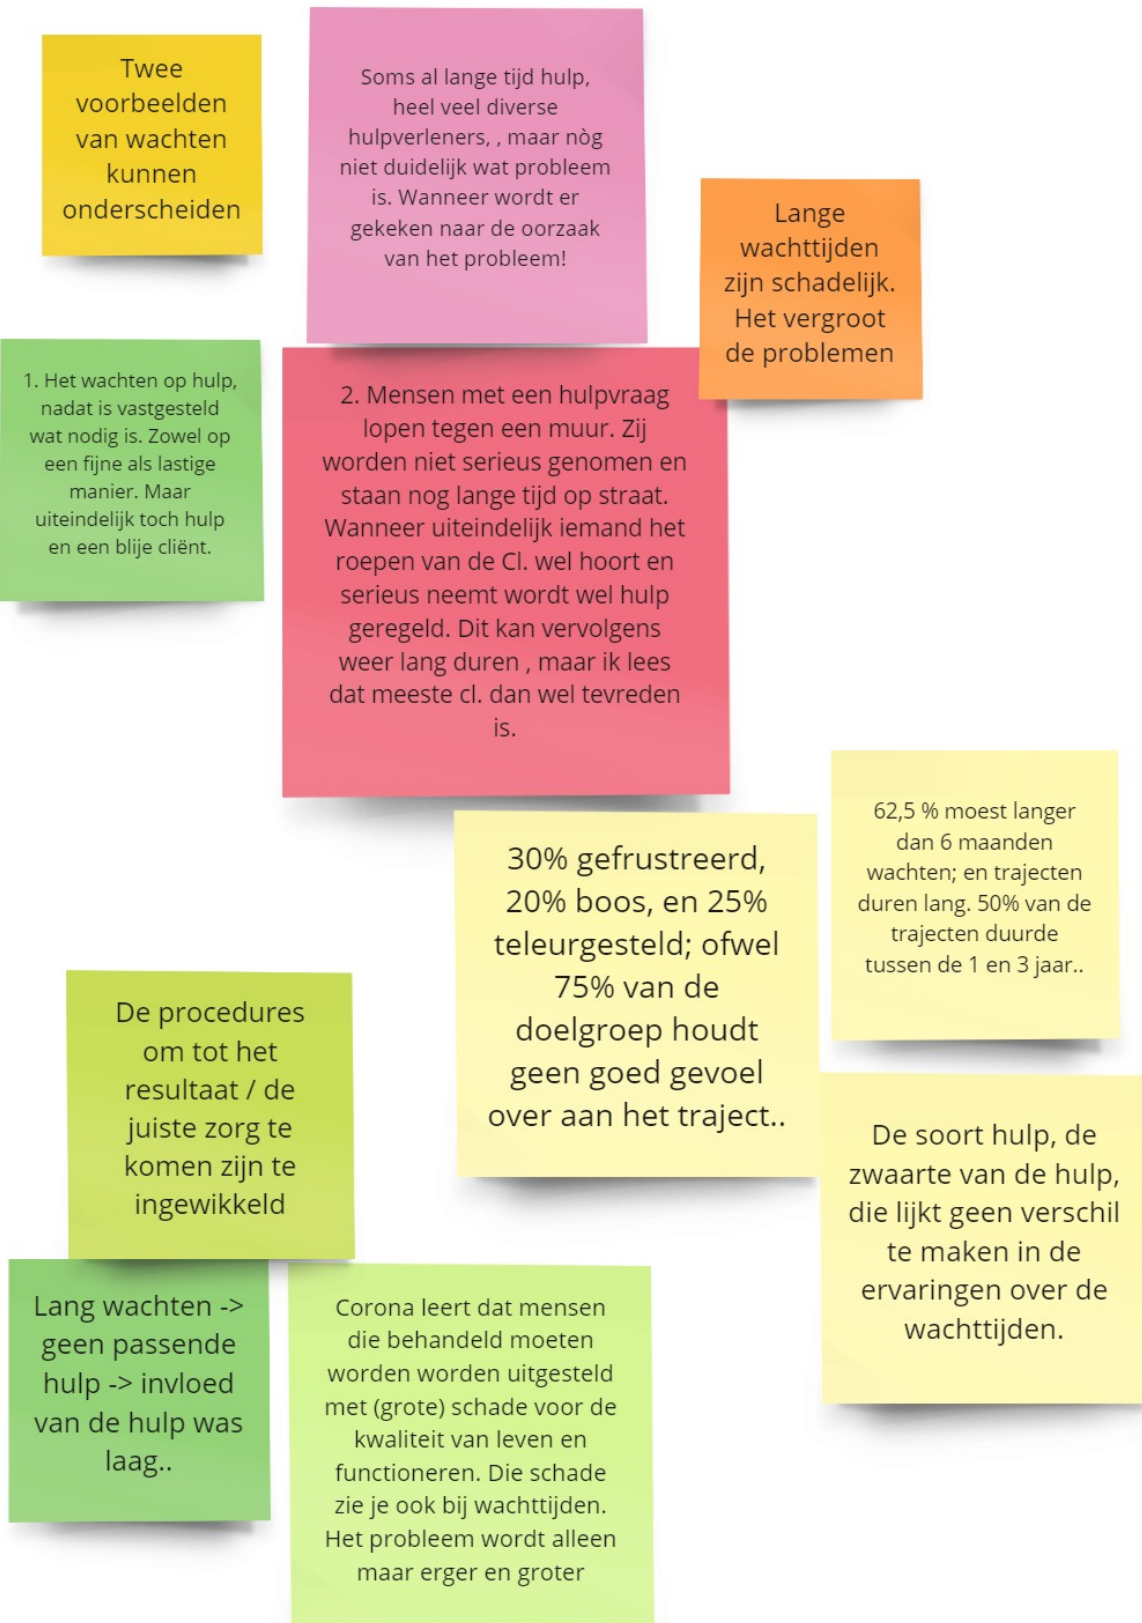 Twee
voorbeelden
van wachten
kunnen
onderscheiden
Soms al lange tijd hulp,
heel veel diverse
hulpverleners, , maar nòg
niet duidelijk wat probleem
is. Wanneer wordt er
gekeken naar de oorzaak
van het probleem!
Lange
wachttijden
zijn schadelijk.
Het vergroot
de problemen
1. Het wachten op hulp,
nadat is vastgesteld
wat nodig is. Zowel op
een fijne als lastige
manier. Maar
uiteindelijk toch hulp
en een blije cliënt.
2. Mensen met een hulpvraag
lopen tegen een muur. Zij
worden niet serieus genomen en
staan nog lange tijd op straat.
Wanneer uiteindelijk iemand het
roepen van de Cl. wel hoort en
serieus neemt wordt wel hulp
geregeld. Dit kan vervolgens
weer lang duren , maar ik lees
dat meeste cl. dan wel tevreden
is.
30% gefrustreerd,
20% boos, en 25%
teleurgesteld; ofwel
75% van de
doelgroep houdt
geen goed gevoel
over aan het traject..
62,5 % moest langer
dan 6 maanden
wachten; en trajecten
duren lang. 50% van de
trajecten duurde
tussen de 1 en 3 jaar..
De procedures
om tot het
resultaat / de
juiste zorg te
komen zijn te
ingewikkeld
De soort hulp, de
zwaarte van de hulp,
die lijkt geen verschil
te maken in de
ervaringen over de
wachttijden.
Lang wachten ->
geen passende
hulp -> invloed
van de hulp was
laag..
Corona leert dat mensen
die behandeld moeten
worden worden uitgesteld
met (grote) schade voor de
kwaliteit van leven en
functioneren. Die schade
zie je ook bij wachttijden.
Het probleem wordt alleen
maar erger en groter